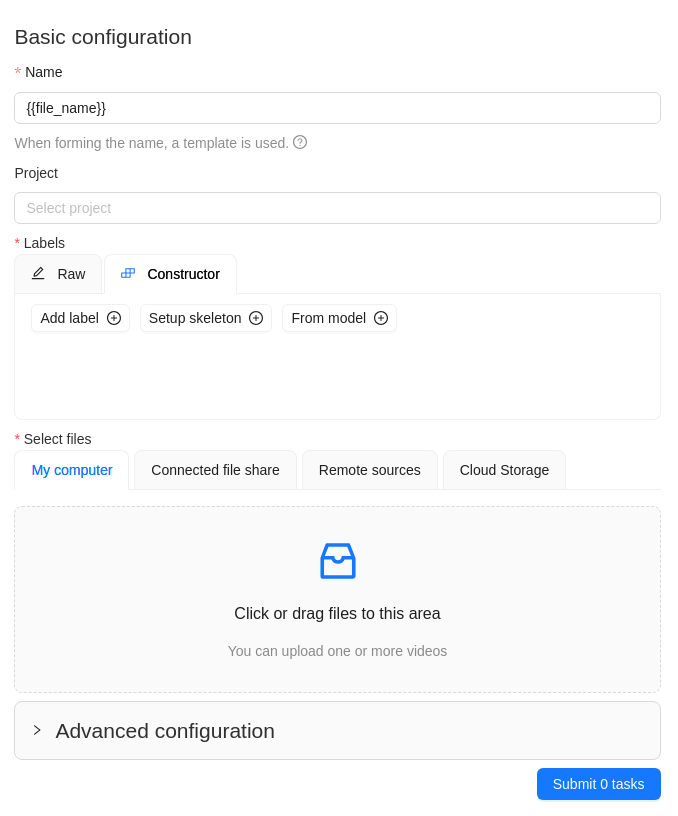 Basic configuration
* Name
{{file_name}}
When forming the name, a template is used.
Project
Select project
* Labels
Raw Constructor
Add label Setup skeleton From model
* Select files
My computer Connected file share Remote sources Cloud Storage
Click or drag files to this area
You can upload one or more videos
Advanced configuration
Submit 0 tasks